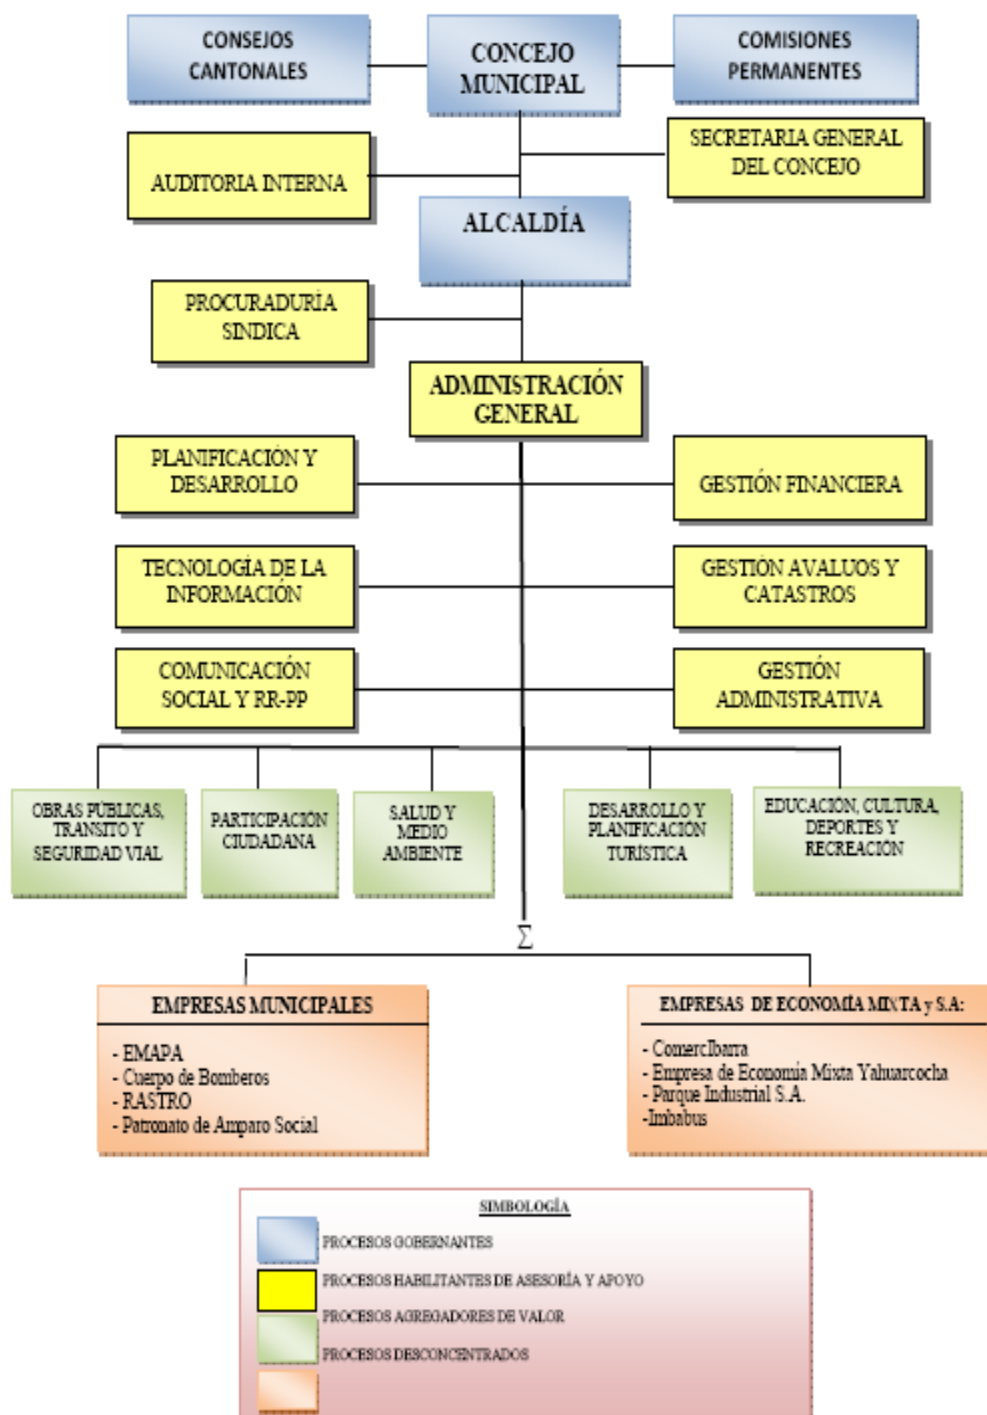 CONSEJOS
CANTONALES
CONCEJO
MUNICIPAL
COMISIONES
PERMANENTES
AUDITORIA INTERNA
SECRETARIA GENERAL
DEL CONCEJO
ALCALDÍA
PROCURADURÍA
SINDICA
ADMINISTRACIÓN
GENERAL
PLANIFICACIÓN Y
DESARROLLO
GESTIÓN FINANCIERA
TECNOLOGÍA DE LA
INFORMACIÓN
GESTIÓN AVALUOS Y
CATASTROS
COMUNICACIÓN
SOCIAL Y RR-PP
GESTIÓN
ADMINISTRATIVA
OBRAS PÚBLICAS,
TRANSITO Y
SEGURIDAD VIAL
PARTICIPACIÓN
CIUDADANA
SALUD Y
MEDIO
AMBIENTE
DESARROLLO Y
PLANIFICACIÓN
TURÍSTICA
EDUCACIÓN, CULTURA,
DEPORTES Y
RECREACIÓN
Σ
EMPRESAS MUNICIPALES
- EMAPA
- Cuerpo de Bomberos
- RASTRO
- Patronato de Amparo Social
EMPRESAS DE ECONOMÍA MIXTA y S.A:
- ComercIbarra
- Empresa de Economía Mixta Yahuarcocha
- Parque Industrial S.A.
-Imbabus
SIMBOLOGÍA
PROCESOS GOBERNANTES
PROCESOS HABILITANTES DE ASESORÍA Y APOYO
PROCESOS AGREGADORES DE VALOR
PROCESOS DESCONCENTRADOS